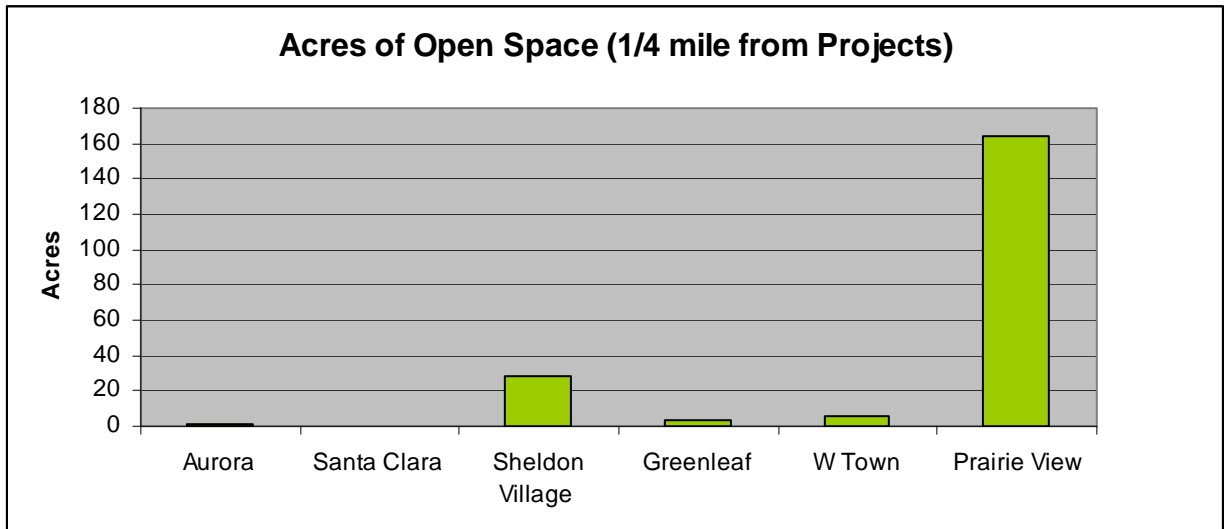 Acres of Open Space (1/4 mile from Projects)
Acres
180
160
140
120
100
80
60
40
20
0
Aurora
Santa Clara
Sheldon
Village
Greenleaf
W Town
Prairie View